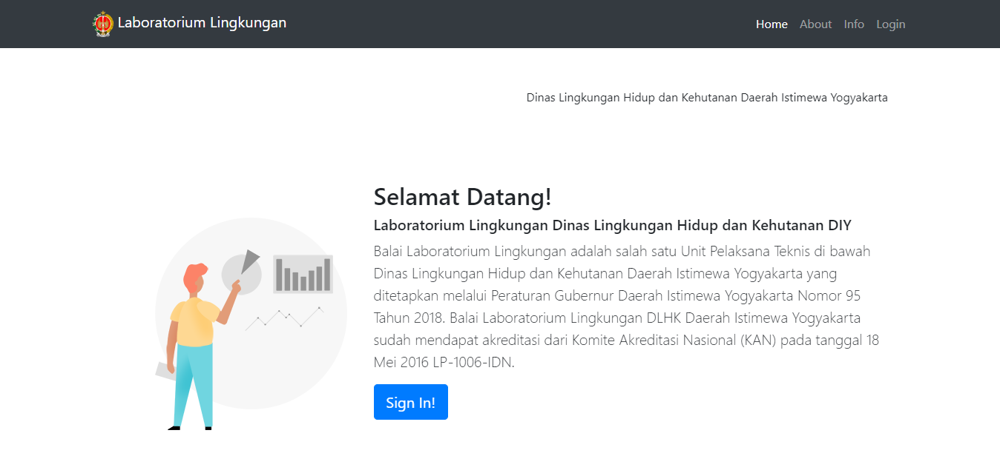 Laboratorium Lingkungan
Home About Info Login
Dinas Lingkungan Hidup dan Kehutanan Daerah Istimewa Yogyakarta
Selamat Datang!
Laboratorium Lingkungan Dinas Lingkungan Hidup dan Kehutanan DIY
Balai Laboratorium Lingkungan adalah salah satu Unit Pelaksana Teknis di bawah
Dinas Lingkungan Hidup dan Kehutanan Daerah Istimewa Yogyakarta yang
ditetapkan melalui Peraturan Gubernur Daerah Istimewa Yogyakarta Nomor 95
Tahun 2018. Balai Laboratorium Lingkungan DLHK Daerah Istimewa Yogyakarta
sudah mendapat akreditasi dari Komite Akreditasi Nasional (KAN) pada tanggal 18
Mei 2016 LP-1006-IDN.
Sign In!